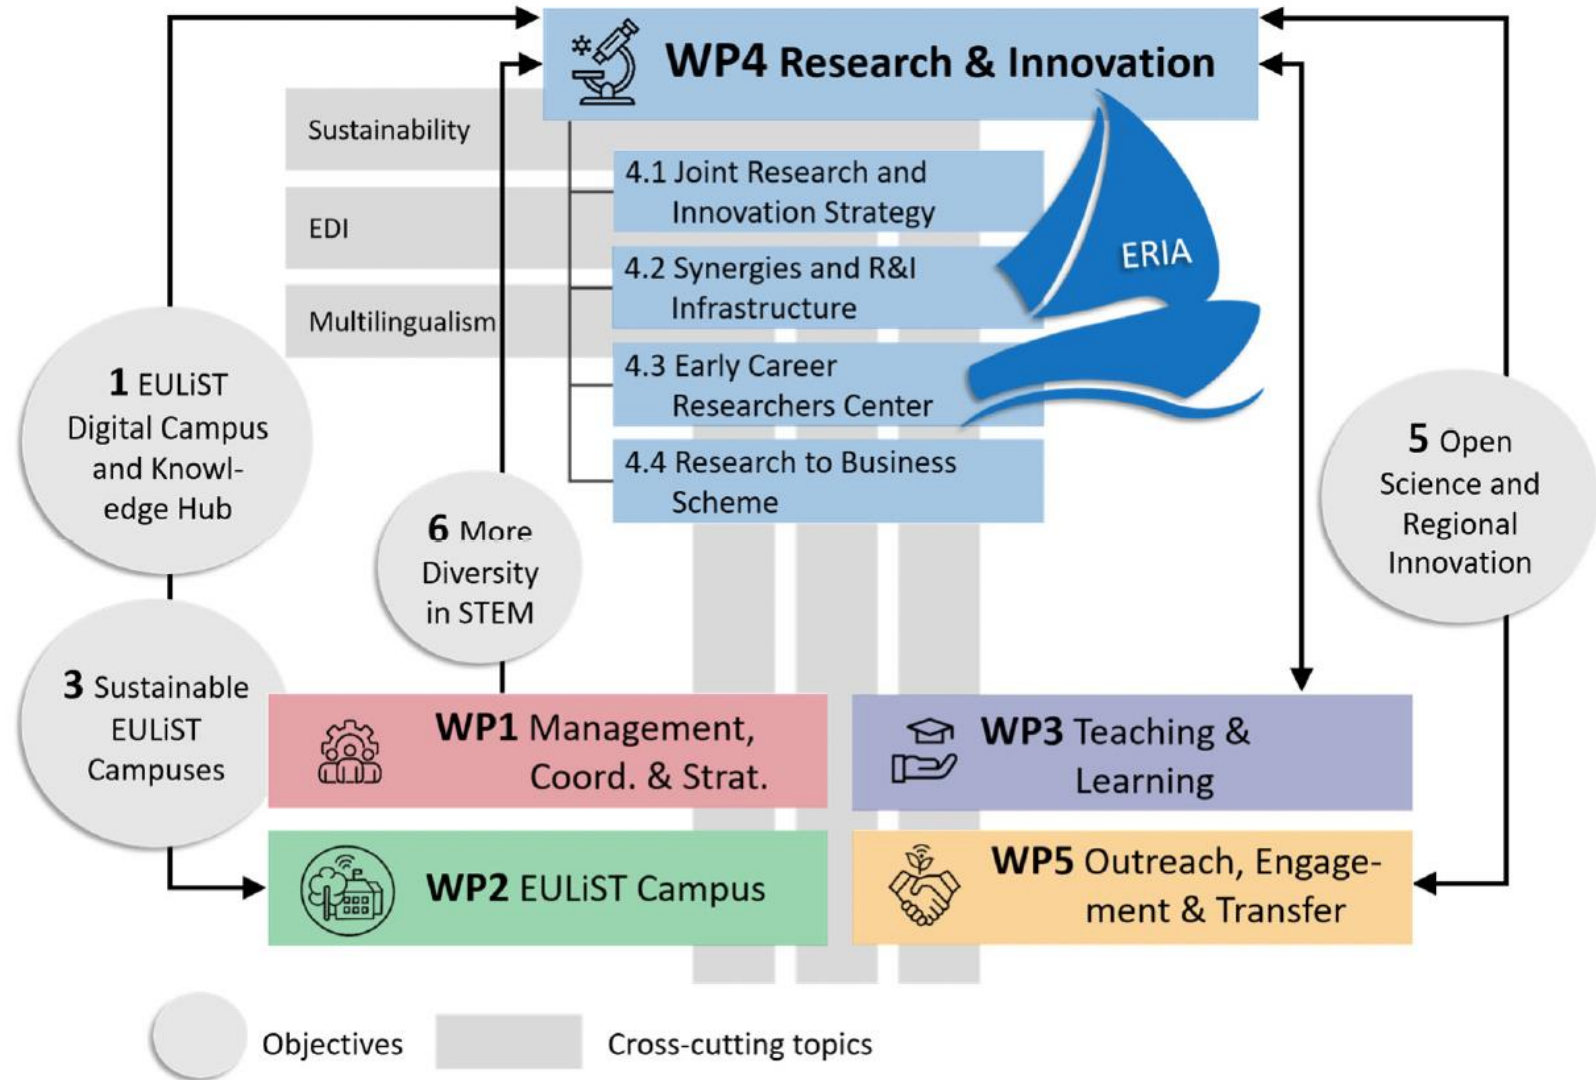 WP4 Research & Innovation
Sustainability
EDI
Multilingualism
4.1 Joint Research and
Innovation Strategy
4.2 Synergies and R&I
Infrastructure
4.3 Early Career
Researchers Center
4.4 Research to Business
Scheme
ERIA
1 EULiST
Digital Campus
and Knowl-
edge Hub
6 More
Diversity
in STEM
5 Open
Science and
Regional
Innovation
3 Sustainable
EULiST
Campuses
WP1 Management,
Coord. & Strat.
WP3 Teaching &
Learning
WP2 EULiST Campus
WP5 Outreach, Engage-
ment & Transfer
Objectives
Cross-cutting topics